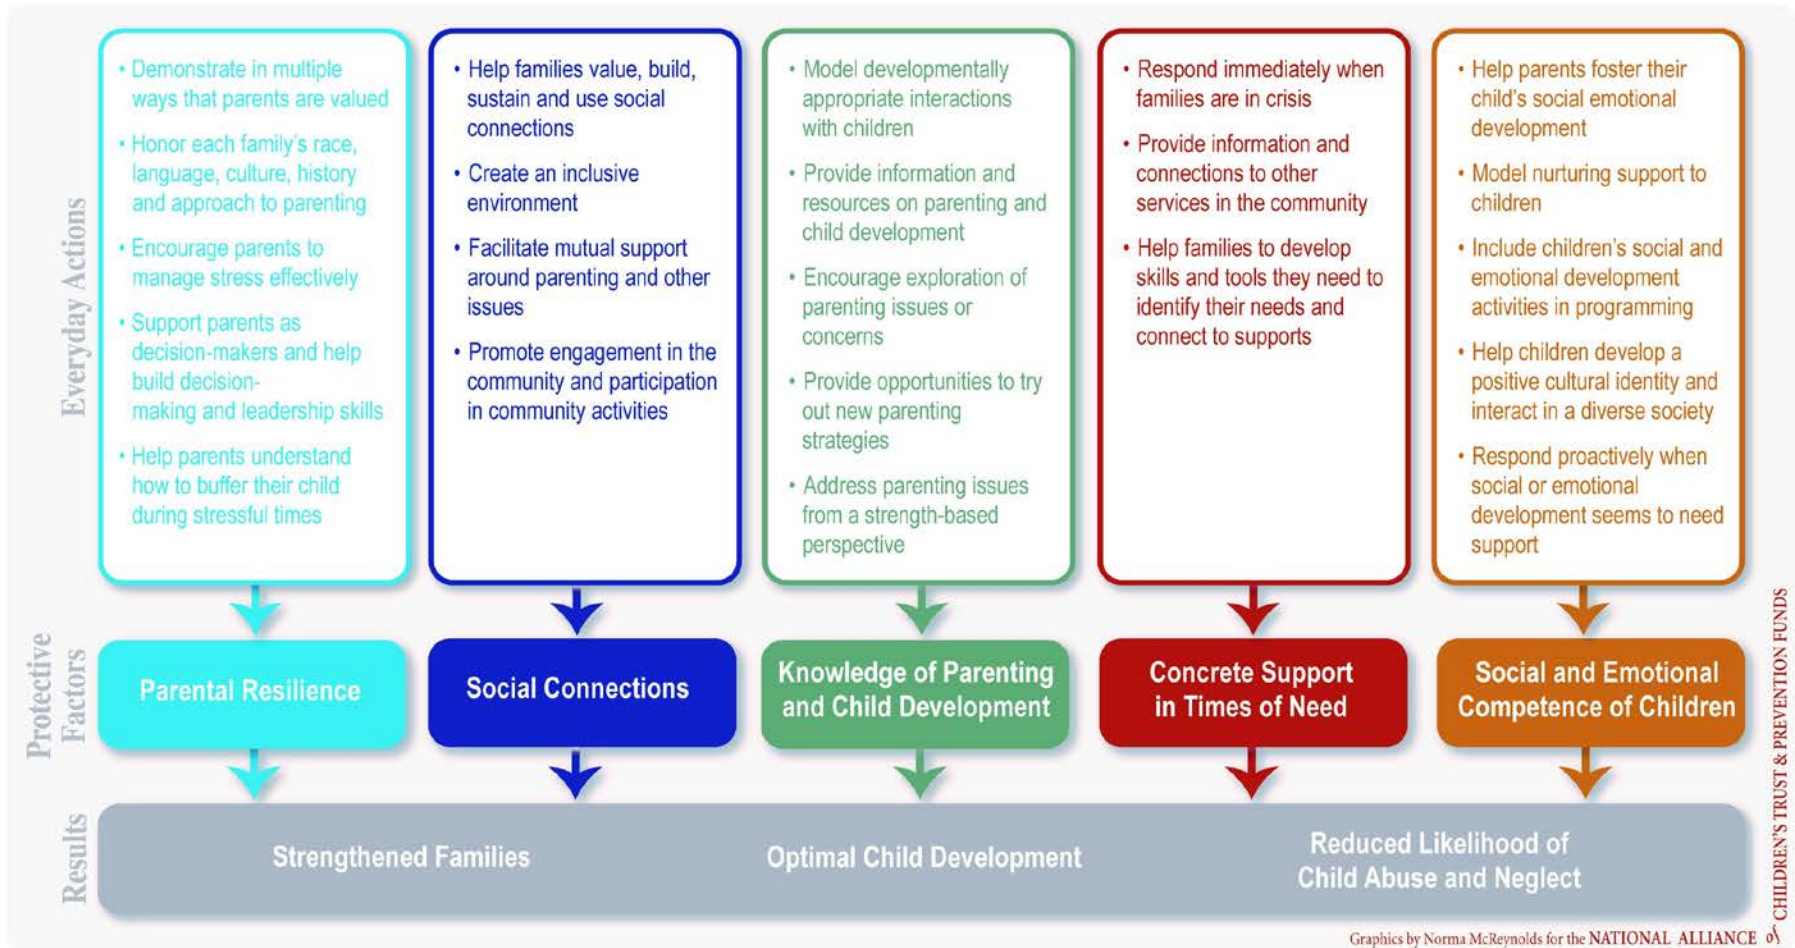 Everyday Actions
• Demonstrate in multiple
ways that parents are valued
• Honor each family's race,
language, culture, history
and approach to parenting
• Encourage parents to
manage stress effectively
• Support parents as
decision-makers and help
build decision-
making and leadership skills
• Help parents understand
how to buffer their child
during stressful times
• Help families value, build,
sustain and use social
connections
• Create an inclusive
environment
• Facilitate mutual support
around parenting and other
issues
• Promote engagement in the
community and participation
in community activities
• Model developmentally
appropriate interactions
with children
• Provide information and
resources on parenting and
child development
• Encourage exploration of
parenting issues or
concerns
• Provide opportunities to try
out new parenting
strategies
• Address parenting issues
from a strength-based
perspective
• Respond immediately when
families are in crisis
• Provide information and
connections to other
services in the community
• Help families to develop
skills and tools they need to
identify their needs and
connect to supports
• Help parents foster their
child's social emotional
development
• Model nurturing support to
children
• Include children's social and
emotional development
activities in programming
• Help children develop a
positive cultural identity and
interact in a diverse society
• Respond proactively when
social or emotional
development seems to need
support
Protective
Factors
Parental Resilience
Social Connections
Knowledge of Parenting
and Child Development
Concrete Support
in Times of Need
Social and Emotional
Competence of Children
Results
Strengthened Families
Optimal Child Development
Reduced Likelihood of
Child Abuse and Neglect
Graphics by Norma McReynolds for the NATIONAL ALLIANCE of
CHILDREN'S TRUST & PREVENTION FUNDS